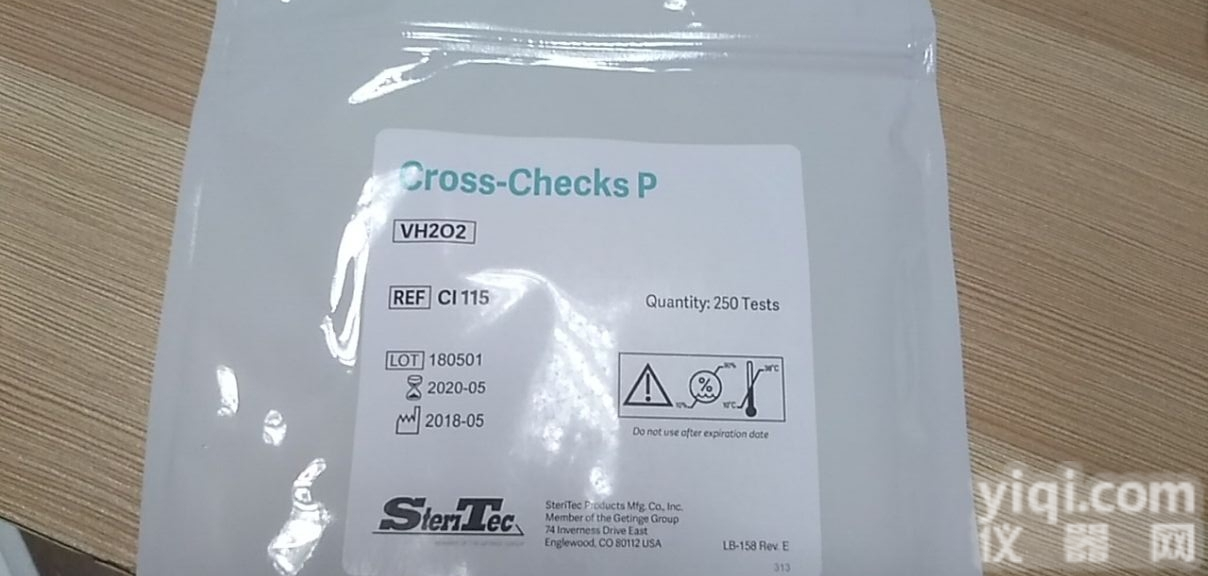 Cross-Checks P
VH2O2
REF CI 115
Quantity: 250 Tests
LOT 180501
2020-05
2018-05
%
10°C
Do not use after expiration date
SteriTec
SteriTec Products Mfg. Co., Inc.
Member of the Getinge Group
74 Inverness Drive East
Englewood, CO 80112 USA
LB-158 Rev. E
313
yiqi.com
仪器网